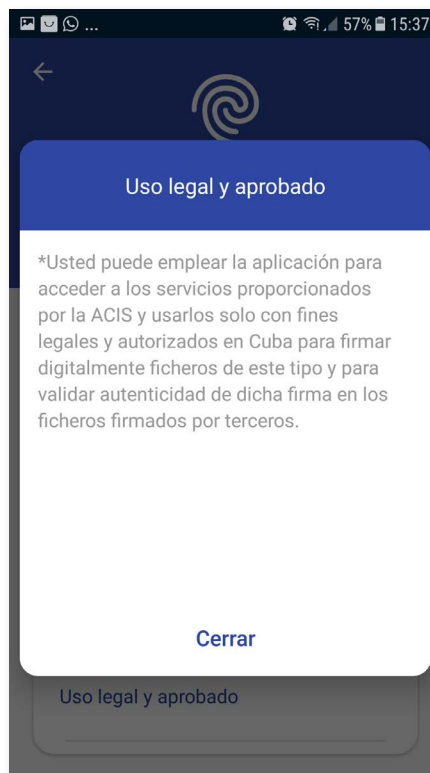 ... 57% 15:37
Uso legal y aprobado
*Usted puede emplear la aplicación para
acceder a los servicios proporcionados
por la ACIS y usarlos solo con fines
legales y autorizados en Cuba para firmar
digitalmente ficheros de este tipo y para
validar autenticidad de dicha firma en los
ficheros firmados por terceros.
Cerrar
Uso legal y aprobado